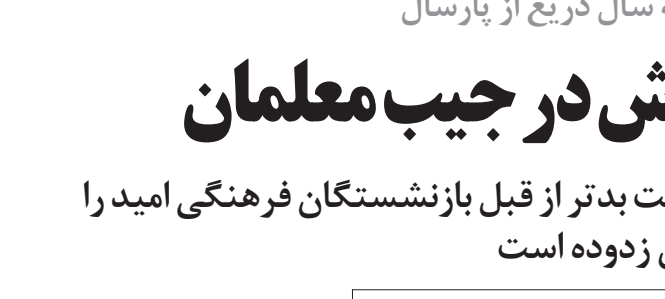 سال دریغ از پارسال
در جیب معلمان
بدتر از قبل بازنشستگان فرهنگی امید را
زدوده است